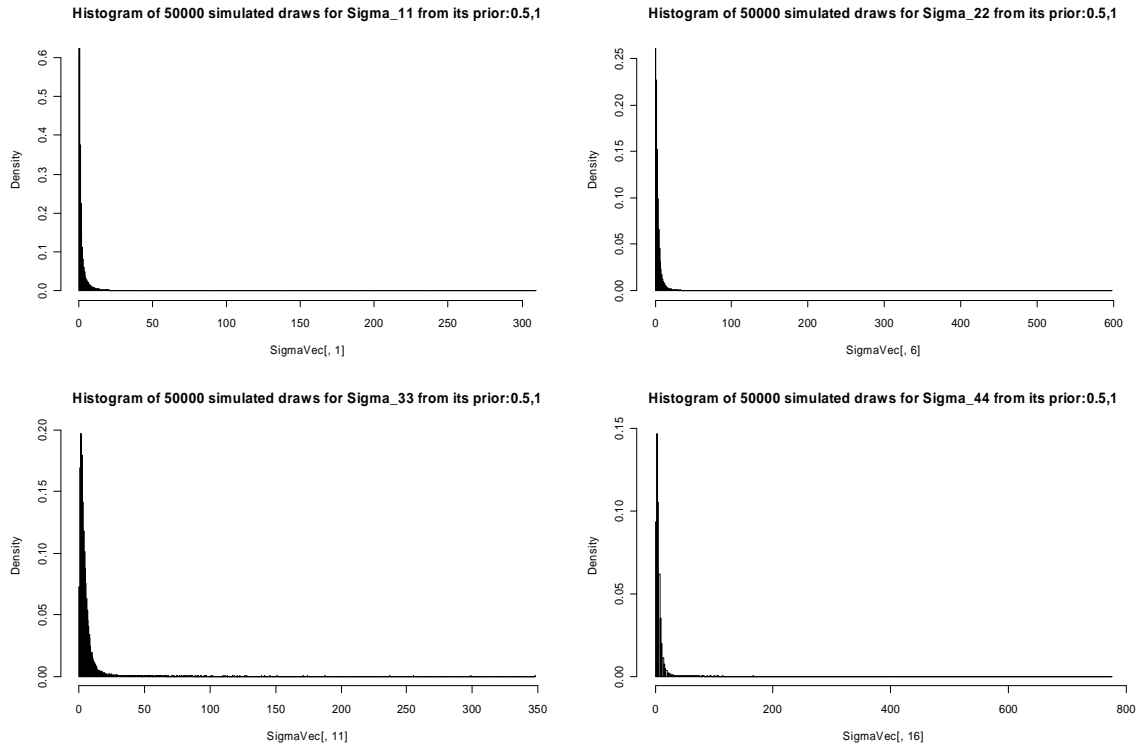 Histogram of 50000 simulated draws for Sigma_11 from its prior:0.5,1
Density
0.0 0.1 0.2 0.3 0.4 0.5 0.6
0 50 100 150 200 250 300
SigmaVec[, 1]
Histogram of 50000 simulated draws for Sigma_22 from its prior:0.5,1
Density
0.00 0.05 0.10 0.15 0.20 0.25
0 100 200 300 400 500 600
SigmaVec[, 6]
Histogram of 50000 simulated draws for Sigma_33 from its prior:0.5,1
Density
0.00 0.05 0.10 0.15 0.20
0 50 100 150 200 250 300 350
SigmaVec[, 11]
Histogram of 50000 simulated draws for Sigma_44 from its prior:0.5,1
Density
0.00 0.05 0.10 0.15
0 200 400 600 800
SigmaVec[, 16]